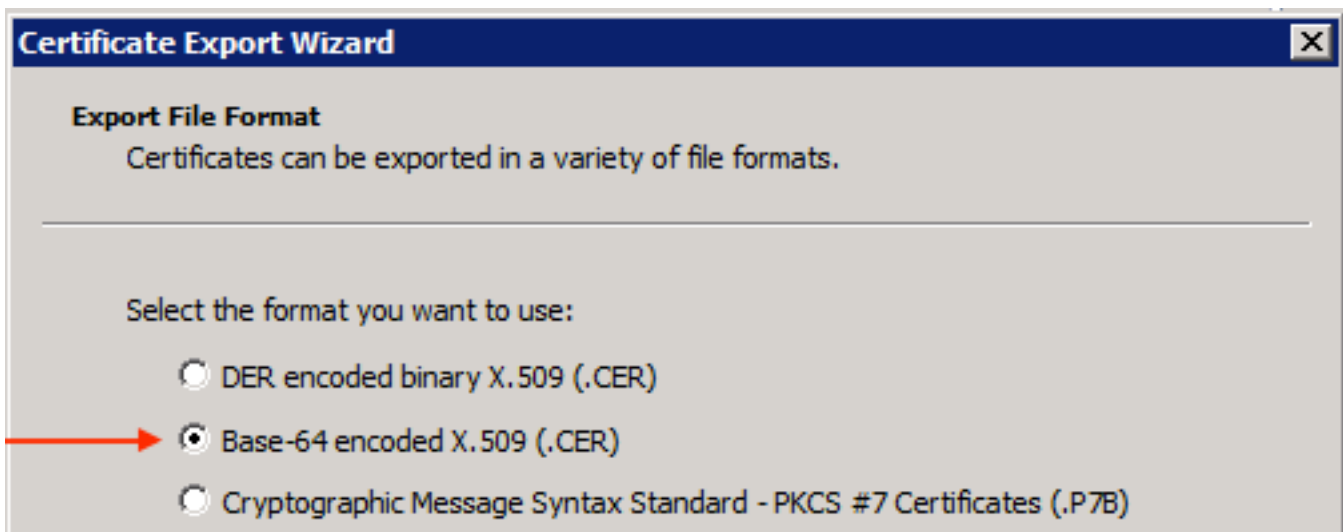 Certificate Export Wizard
Export File Format
Certificates can be exported in a variety of file formats.
Select the format you want to use:
DER encoded binary X.509 (.CER)
Base-64 encoded X.509 (.CER)
Cryptographic Message Syntax Standard - PKCS #7 Certificates (.P7B)